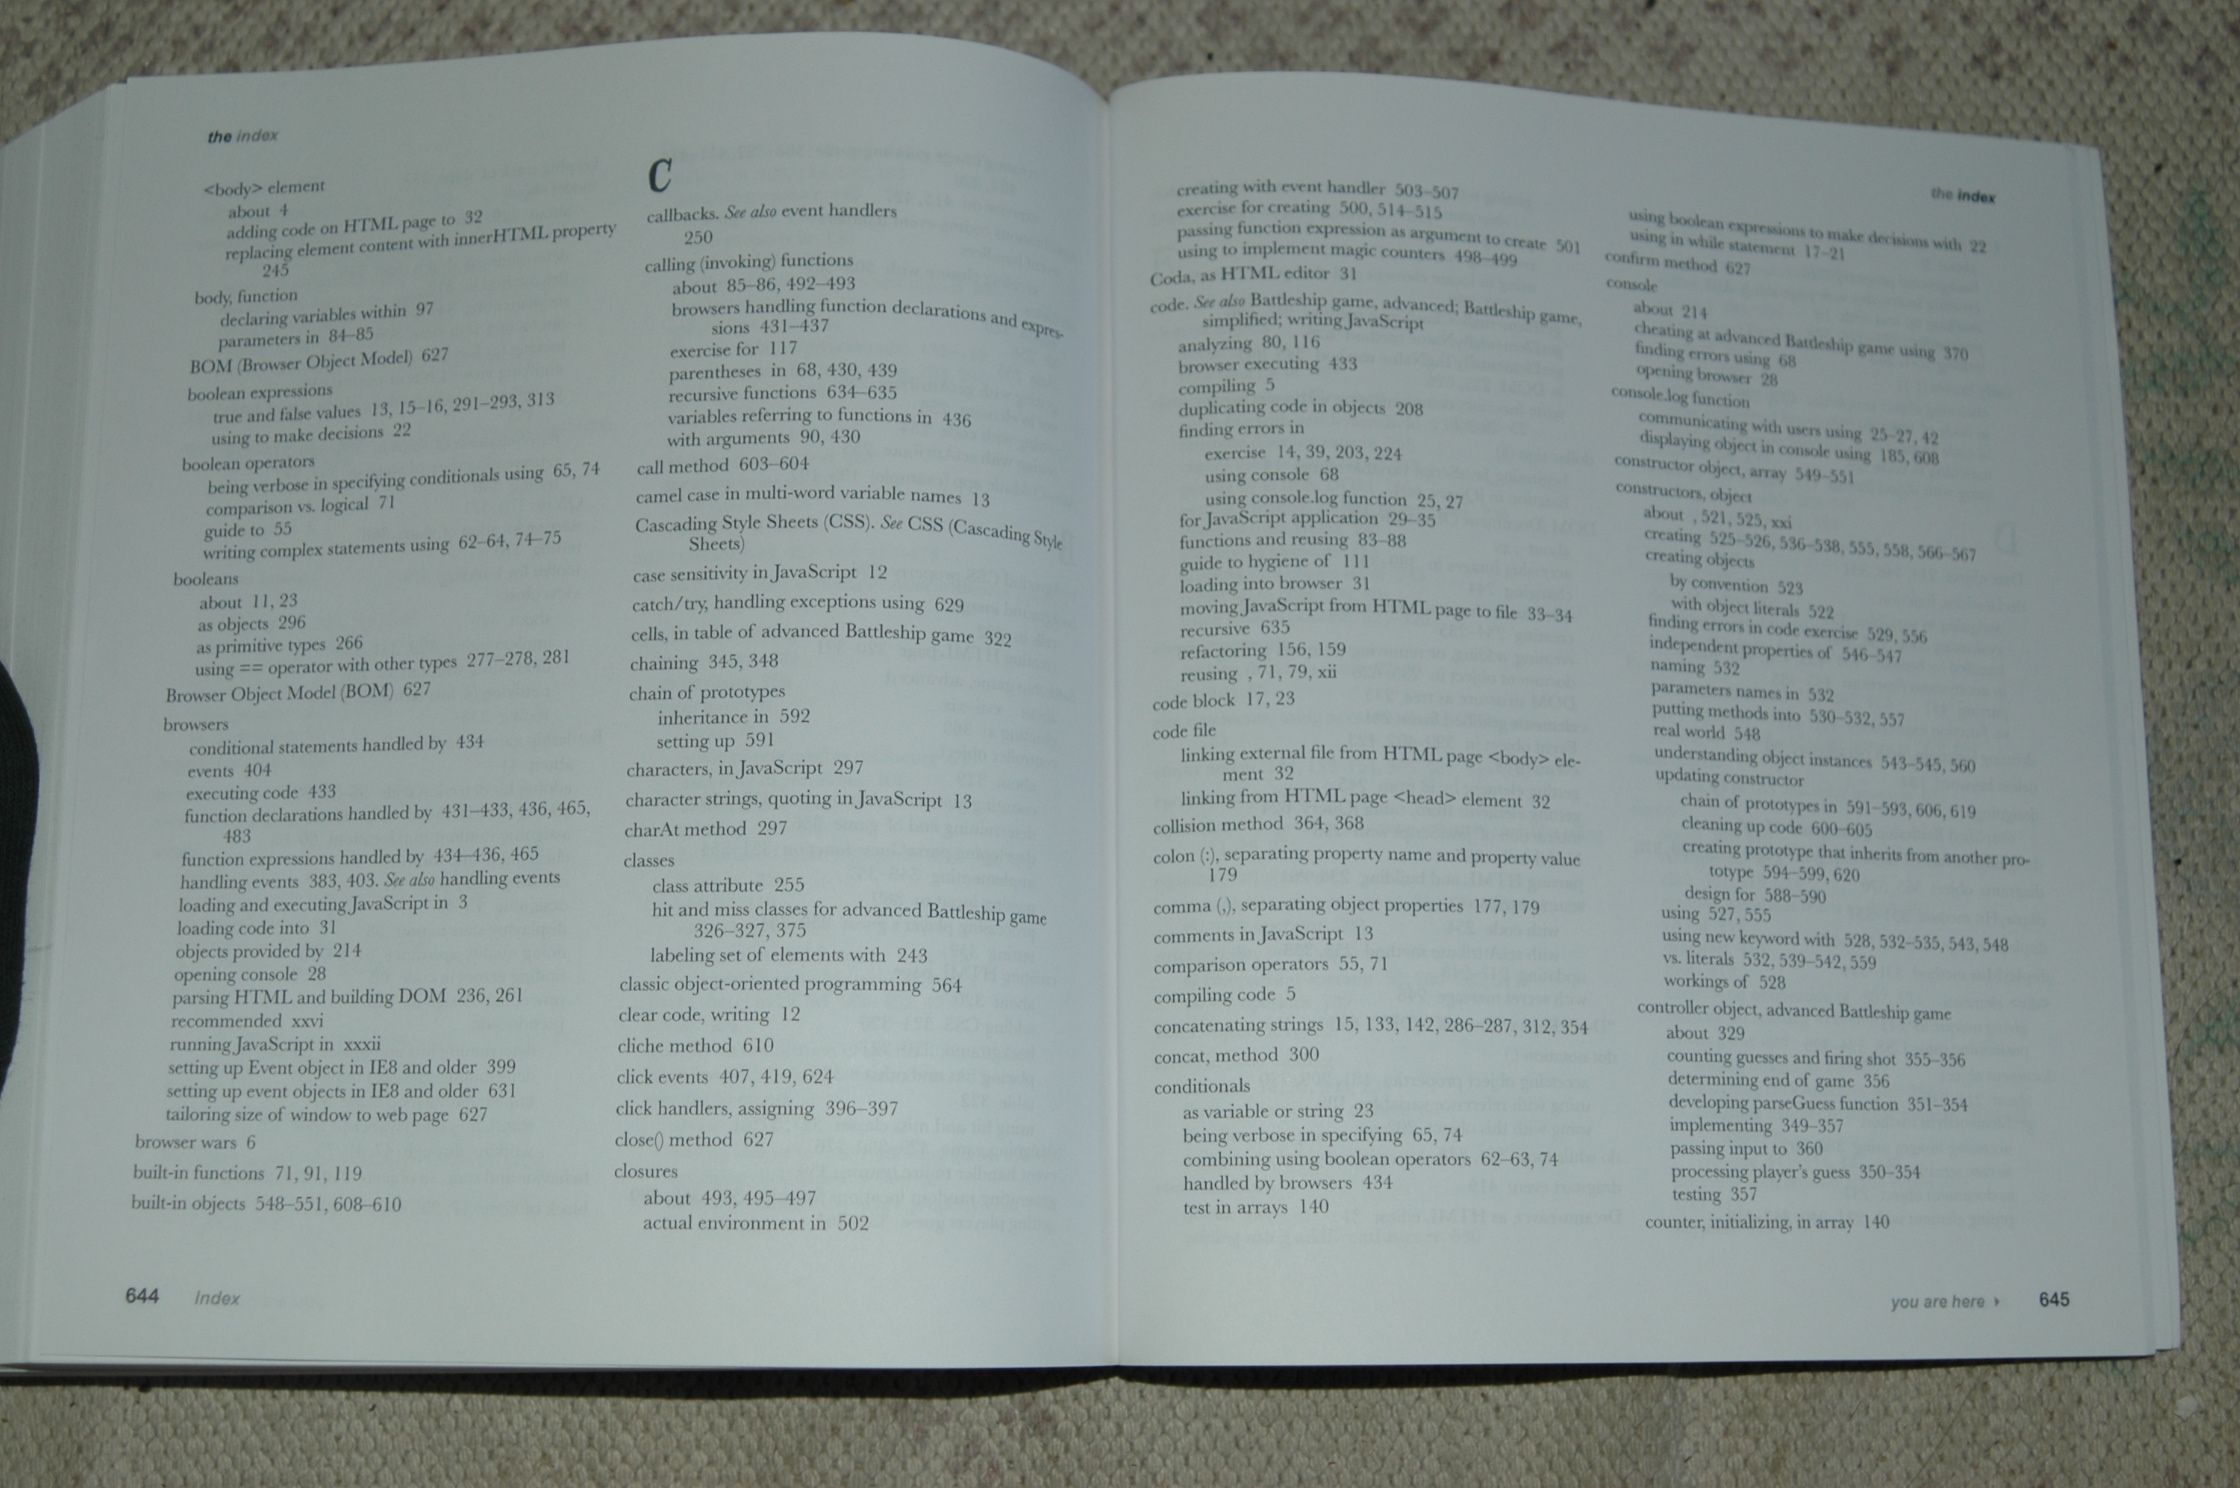 the index
<body> element
about 4
adding code on HTML page to 32
replacing element content with innerHTML property
245
body, function
declaring variables within 97
parameters in 84–85
BOM (Browser Object Model) 627
boolean expressions
true and false values 13, 15–16, 291–293, 313
using to make decisions 22
boolean operators
being verbose in specifying conditionals using 65, 74
comparison vs. logical 71
guide to 55
writing complex statements using 62–64, 74–75
booleans
about 11, 23
as objects 296
as primitive types 266
using == operator with other types 277–278, 281
Browser Object Model (BOM) 627
browsers
conditional statements handled by 434
events 404
executing code 433
function declarations handled by 431–433, 436, 465,
483
function expressions handled by 434–436, 465
handling events 383, 403. See also handling events
loading and executing JavaScript in 3
loading code into 31
objects provided by 214
opening console 28
parsing HTML and building DOM 236, 261
recommended xxvi
running JavaScript in xxxii
setting up Event object in IE8 and older 399
setting up event objects in IE8 and older 631
tailoring size of window to web page 627
browser wars 6
built-in functions 71, 91, 119
built-in objects 548–551, 608–610
C
callbacks. See also event handlers
250
calling (invoking) functions
about 85–86, 492–493
browsers handling function declarations and expres-
sions 431–437
exercise for 117
parentheses in 68, 430, 439
recursive functions 634–635
variables referring to functions in 436
with arguments 90, 430
call method 603–604
camel case in multi-word variable names 13
Cascading Style Sheets (CSS). See CSS (Cascading Style
Sheets)
case sensitivity in JavaScript 12
catch/try, handling exceptions using 629
cells, in table of advanced Battleship game 322
chaining 345, 348
chain of prototypes
inheritance in 592
setting up 591
characters, in JavaScript 297
character strings, quoting in JavaScript 13
charAt method 297
classes
class attribute 255
hit and miss classes for advanced Battleship game
326–327, 375
labeling set of elements with 243
classic object-oriented programming 564
clear code, writing 12
cliche method 610
click events 407, 419, 624
click handlers, assigning 396–397
close() method 627
closures
about 493, 495–497
actual environment in 502
644 Index
the index
creating with event handler 503–507
exercise for creating 500, 514–515
passing function expression as argument to create 501
using to implement magic counters 498–499
Coda, as HTML editor 31
code. See also Battleship game, advanced; Battleship game,
simplified; writing JavaScript
analyzing 80, 116
browser executing 433
compiling 5
duplicating code in objects 208
finding errors in
exercise 14, 39, 203, 224
using console 68
using console.log function 25, 27
for JavaScript application 29–35
functions and reusing 83–88
guide to hygiene of 111
loading into browser 31
moving JavaScript from HTML page to file 33–34
recursive 635
refactoring 156, 159
reusing , 71, 79, xii
code block 17, 23
code file
linking external file from HTML page <body> ele-
ment 32
linking from HTML page <head> element 32
collision method 364, 368
colon (:), separating property name and property value
179
comma (,), separating object properties 177, 179
comments in JavaScript 13
comparison operators 55, 71
compiling code 5
concatenating strings 15, 133, 142, 286–287, 312, 354
concat, method 300
conditionals
as variable or string 23
being verbose in specifying 65, 74
combining using boolean operators 62–63, 74
handled by browsers 434
test in arrays 140
using boolean expressions to make decisions with 22
using in while statement 17–21
confirm method 627
console
about 214
cheating at advanced Battleship game using 370
finding errors using 68
opening browser 28
console.log function
communicating with users using 25–27, 42
displaying object in console using 185, 608
constructor object, array 549–551
constructors, object
about , 521, 525, xxi
creating 525–526, 536–538, 555, 558, 566–567
creating objects
by convention 523
with object literals 522
finding errors in code exercise 529, 556
independent properties of 546–547
naming 532
parameters names in 532
putting methods into 530–532, 557
real world 548
understanding object instances 543–545, 560
updating constructor
chain of prototypes in 591–593, 606, 619
cleaning up code 600–605
creating prototype that inherits from another pro-
totype 594–599, 620
design for 588–590
using 527, 555
using new keyword with 528, 532–535, 543, 548
vs. literals 532, 539–542, 559
workings of 528
controller object, advanced Battleship game
about 329
counting guesses and firing shot 355–356
determining end of game 356
developing parseGuess function 351–354
implementing 349–357
passing input to 360
processing player's guess 350–354
testing 357
counter, initializing, in array 140
you are here ▸ 645